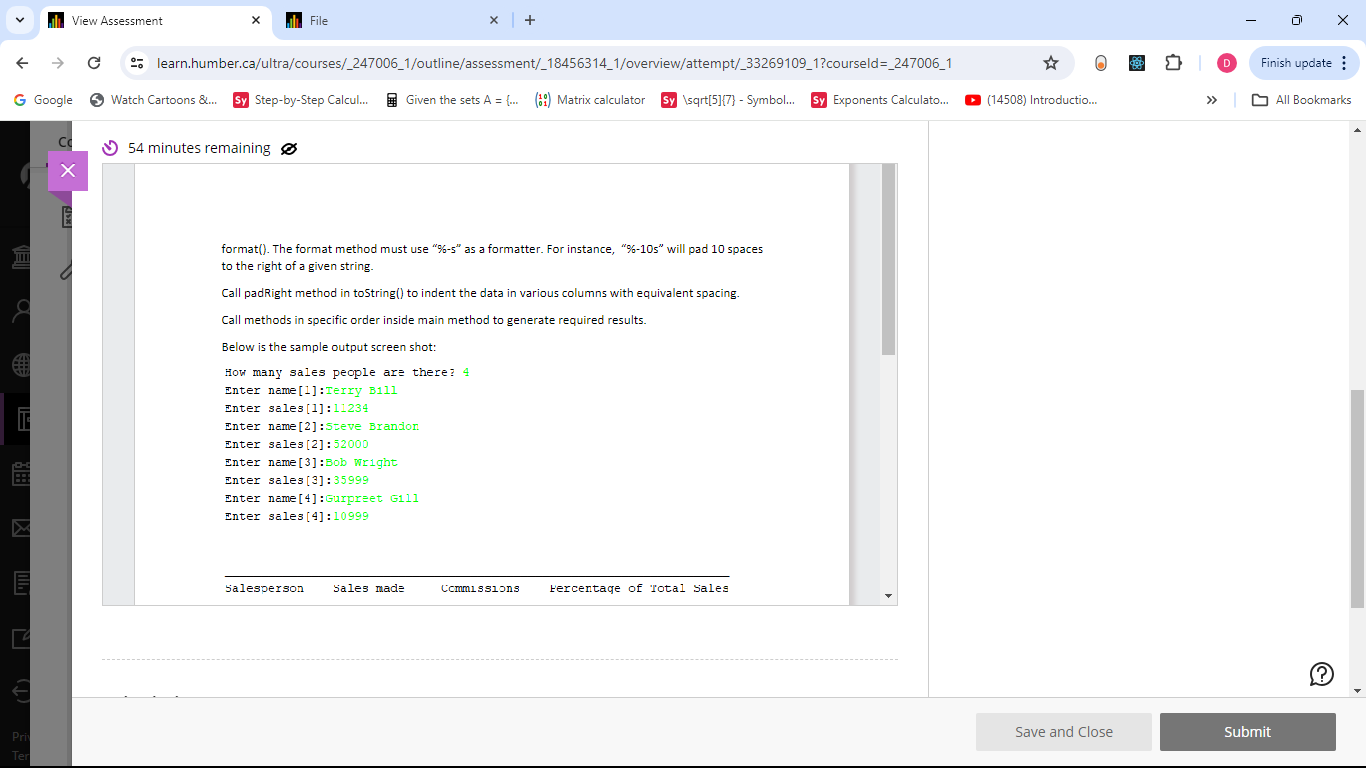 View Assessment
File
learn.humber.ca/ultra/courses/_247006_1/outline/assessment/_18456314_1/overview/attempt/_33269109_1?courseId=_247006_1
D
Finish update
Google
Watch Cartoons &...
Sy Step-by-Step Calcul...
Given the sets A = {...
Matrix calculator
Sy \sqrt[5]{7} - Symbol...
Sy Exponents Calculato...
(14508) Introductio...
All Bookmarks
54 minutes remaining
format(). The format method must use “%-s” as a formatter. For instance, “%-10s” will pad 10 spaces
to the right of a given string.
Call padRight method in toString() to indent the data in various columns with equivalent spacing.
Call methods in specific order inside main method to generate required results.
Below is the sample output screen shot:
How many sales people are there? 4
Enter name[1]:Terry Bill
Enter sales[1]:11234
Enter name[2]:Steve Brandon
Enter sales[2]:52000
Enter name[3]:Bob Wright
Enter sales[3]:35999
Enter name[4]:Gurpreet Gill
Enter sales[4]:10999
Salesperson Sales made Commissions Percentage of Total Sales
Save and Close
Submit